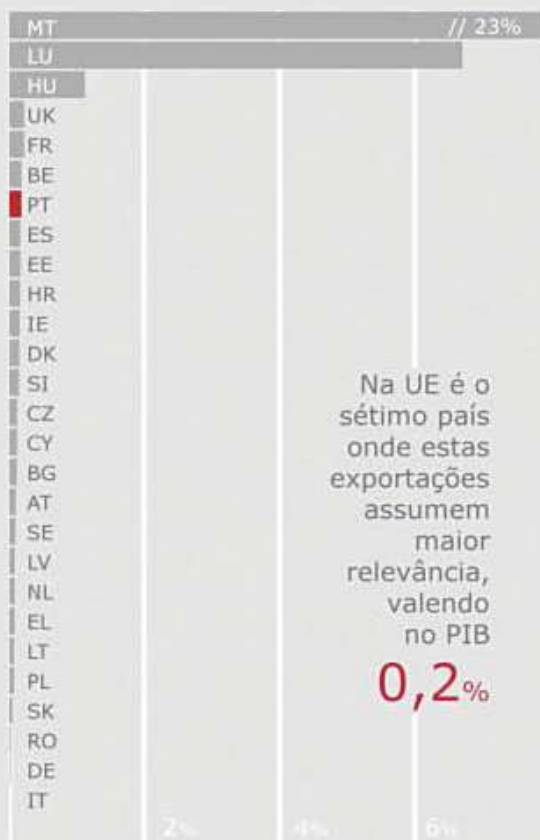 MT // 23%
LU
HU
UK
FR
BE
PT
ES
EE
HR
IE
DK
SI
CZ
CY
BG
AT
SE
LV
NL
EL
LT
PL
SK
RO
DE
IT
Na UE é o
sétimo país
onde estas
exportações
assumem
maior
relevância,
valendo
no PIB
0,2%
2% 4% 6%